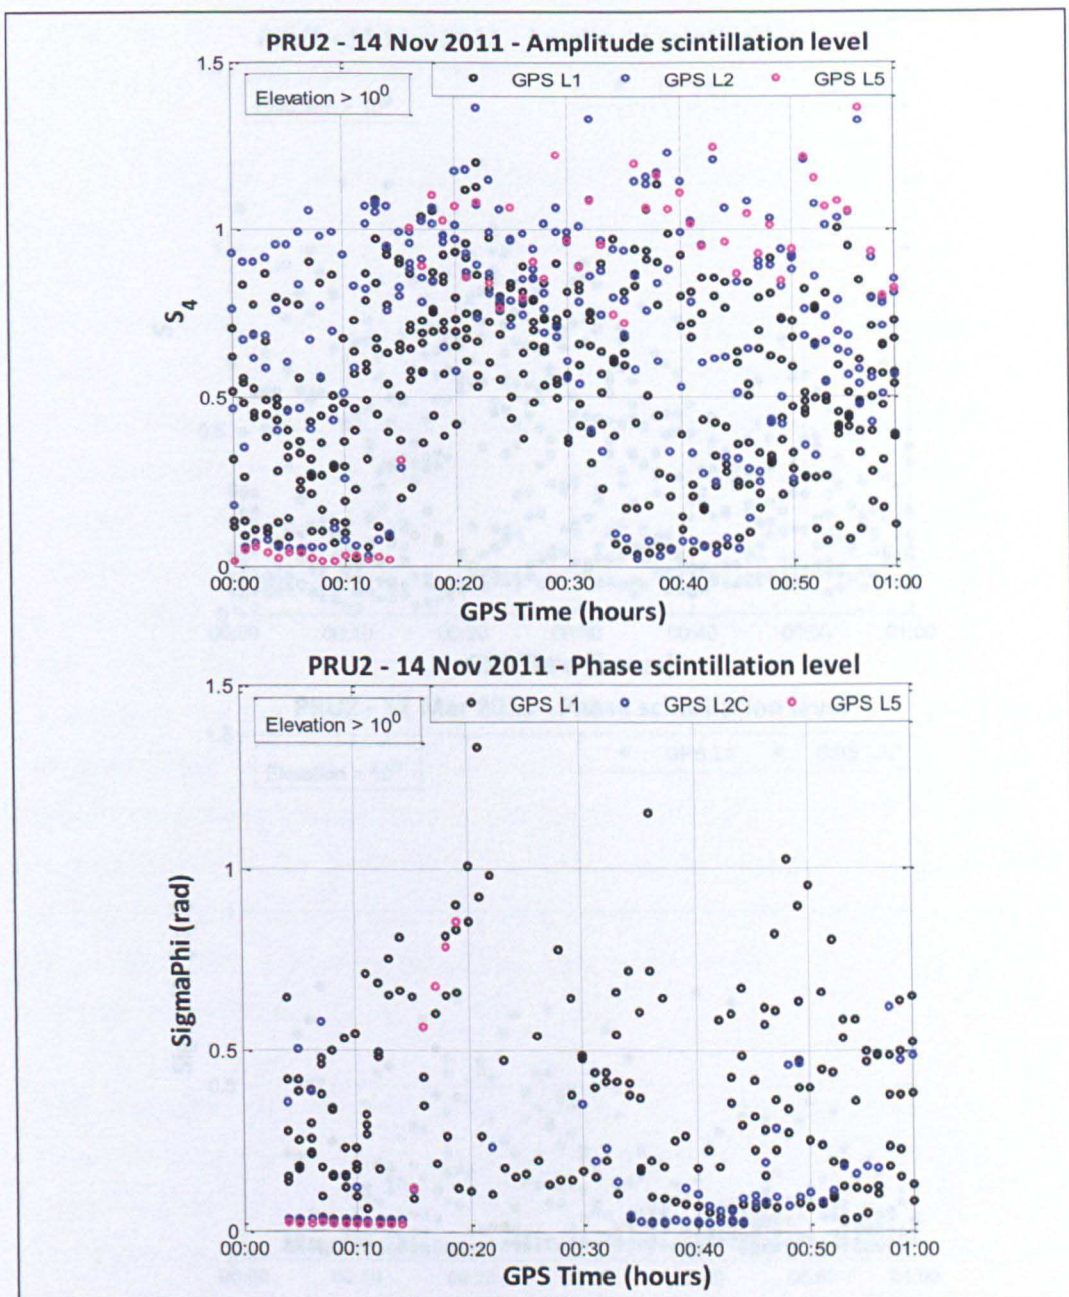 PRU2 - 14 Nov 2011 - Amplitude scintillation level
1.5
Elevation > 10⁰
GPS L1 GPS L2 GPS L5
1
0.5
0
S₄
00:00 00:10 00:20 00:30 00:40 00:50 01:00
GPS Time (hours)
PRU2 - 14 Nov 2011 - Phase scintillation level
1.5
Elevation > 10⁰
GPS L1 GPS L2C GPS L5
1
0.5
0
SigmaPhi (rad)
00:00 00:10 00:20 00:30 00:40 00:50 01:00
GPS Time (hours)